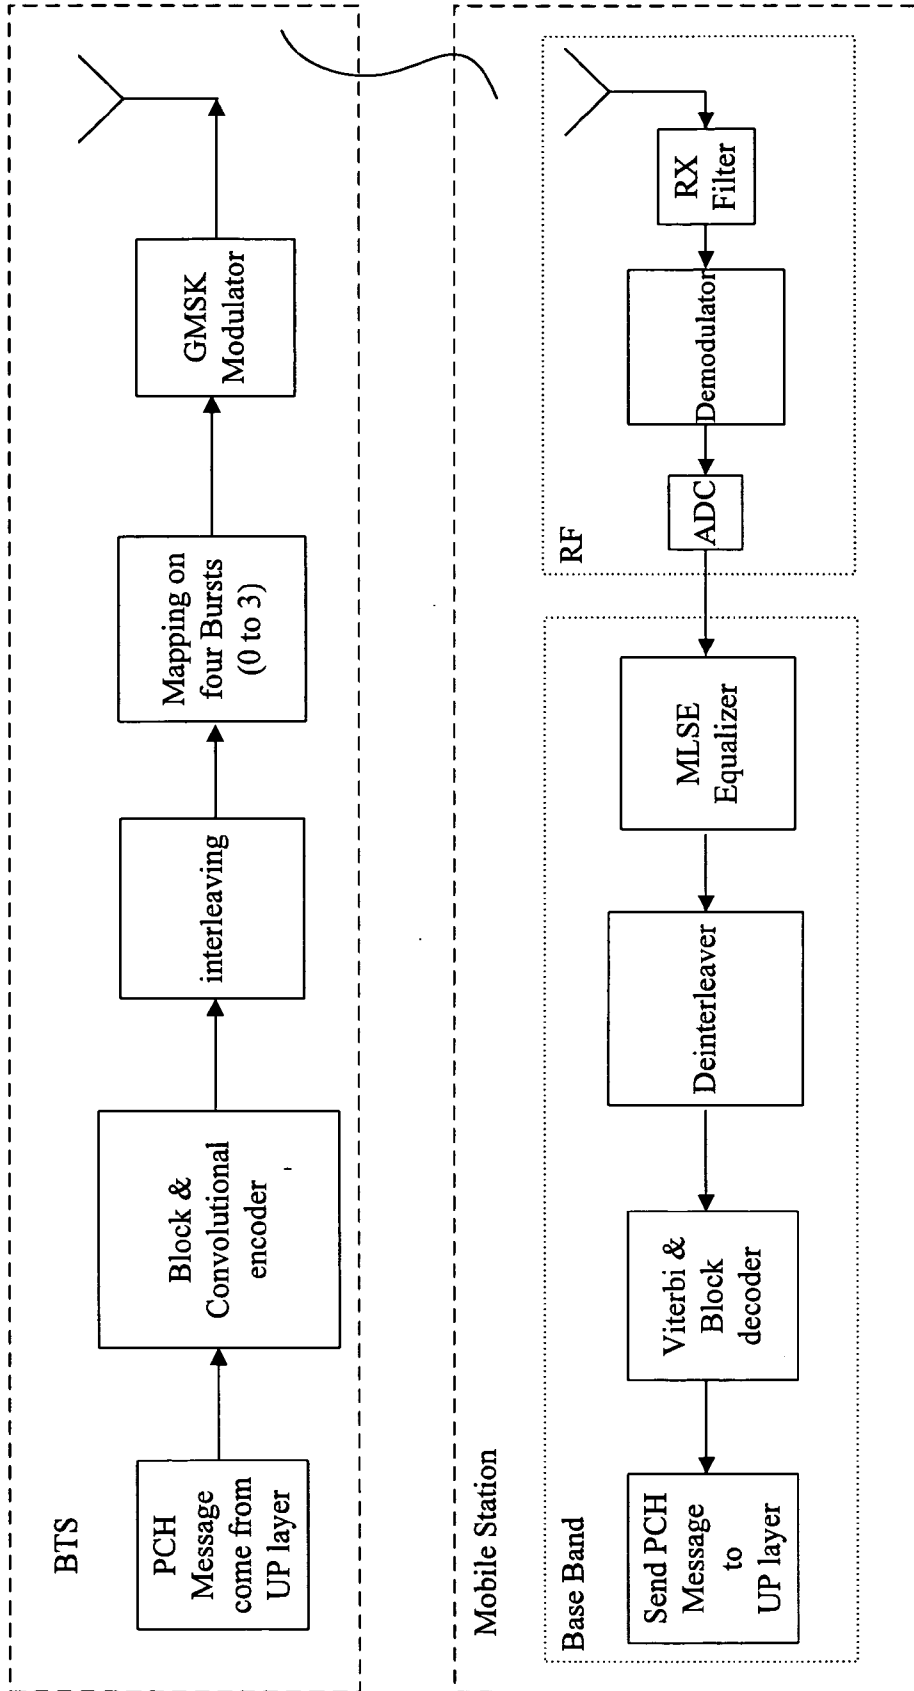 BTS
PCH
Message
come from
UP layer
Block &
Convolutional
encoder
interleaving
Mapping on
four Bursts
(0 to 3)
GMSK
Modulator
Mobile Station
Base Band
Send PCH
Message
to
UP layer
Viterbi &
Block
decoder
Deinterleaver
MLSE
Equalizer
RF
ADC
Demodulator
RX
Filter